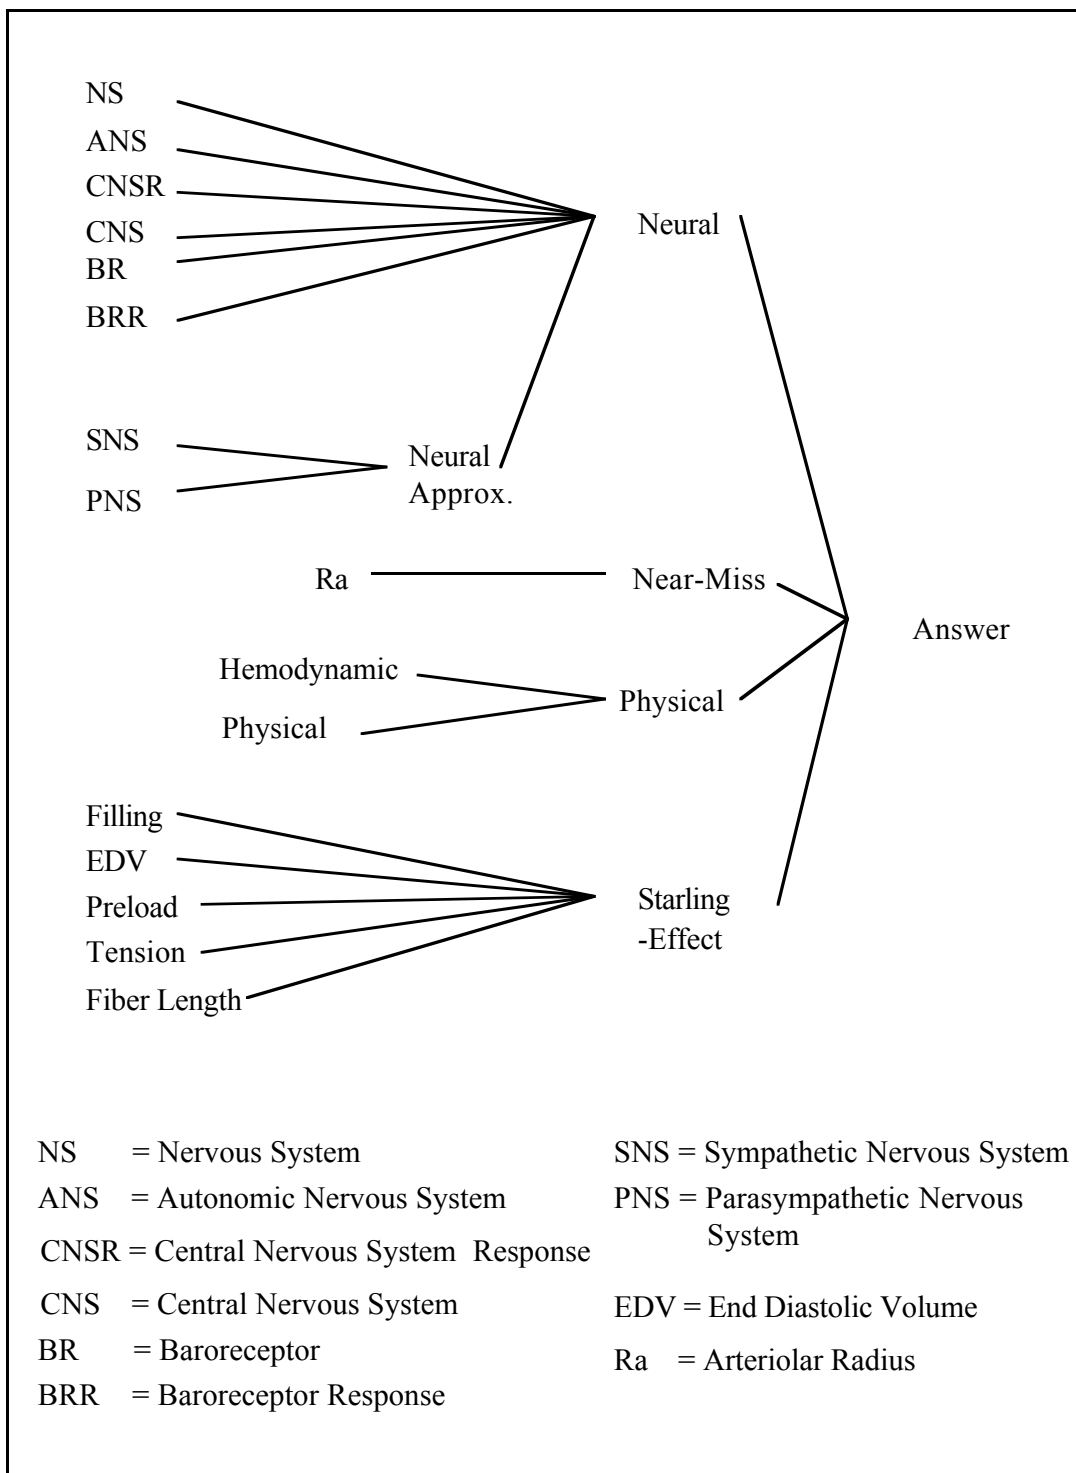 NS
ANS
CNSR
CNS
BR
BRR
Neural
SNS
PNS
Neural
Approx.
Ra
Near-Miss
Answer
Hemodynamic
Physical
Physical
Filling
EDV
Preload
Tension
Fiber Length
Starling
-Effect
NS = Nervous System
ANS = Autonomic Nervous System
CNSR = Central Nervous System Response
CNS = Central Nervous System
BR = Baroreceptor
BRR = Baroreceptor Response
SNS = Sympathetic Nervous System
PNS = Parasympathetic Nervous
System
EDV = End Diastolic Volume
Ra = Arteriolar Radius